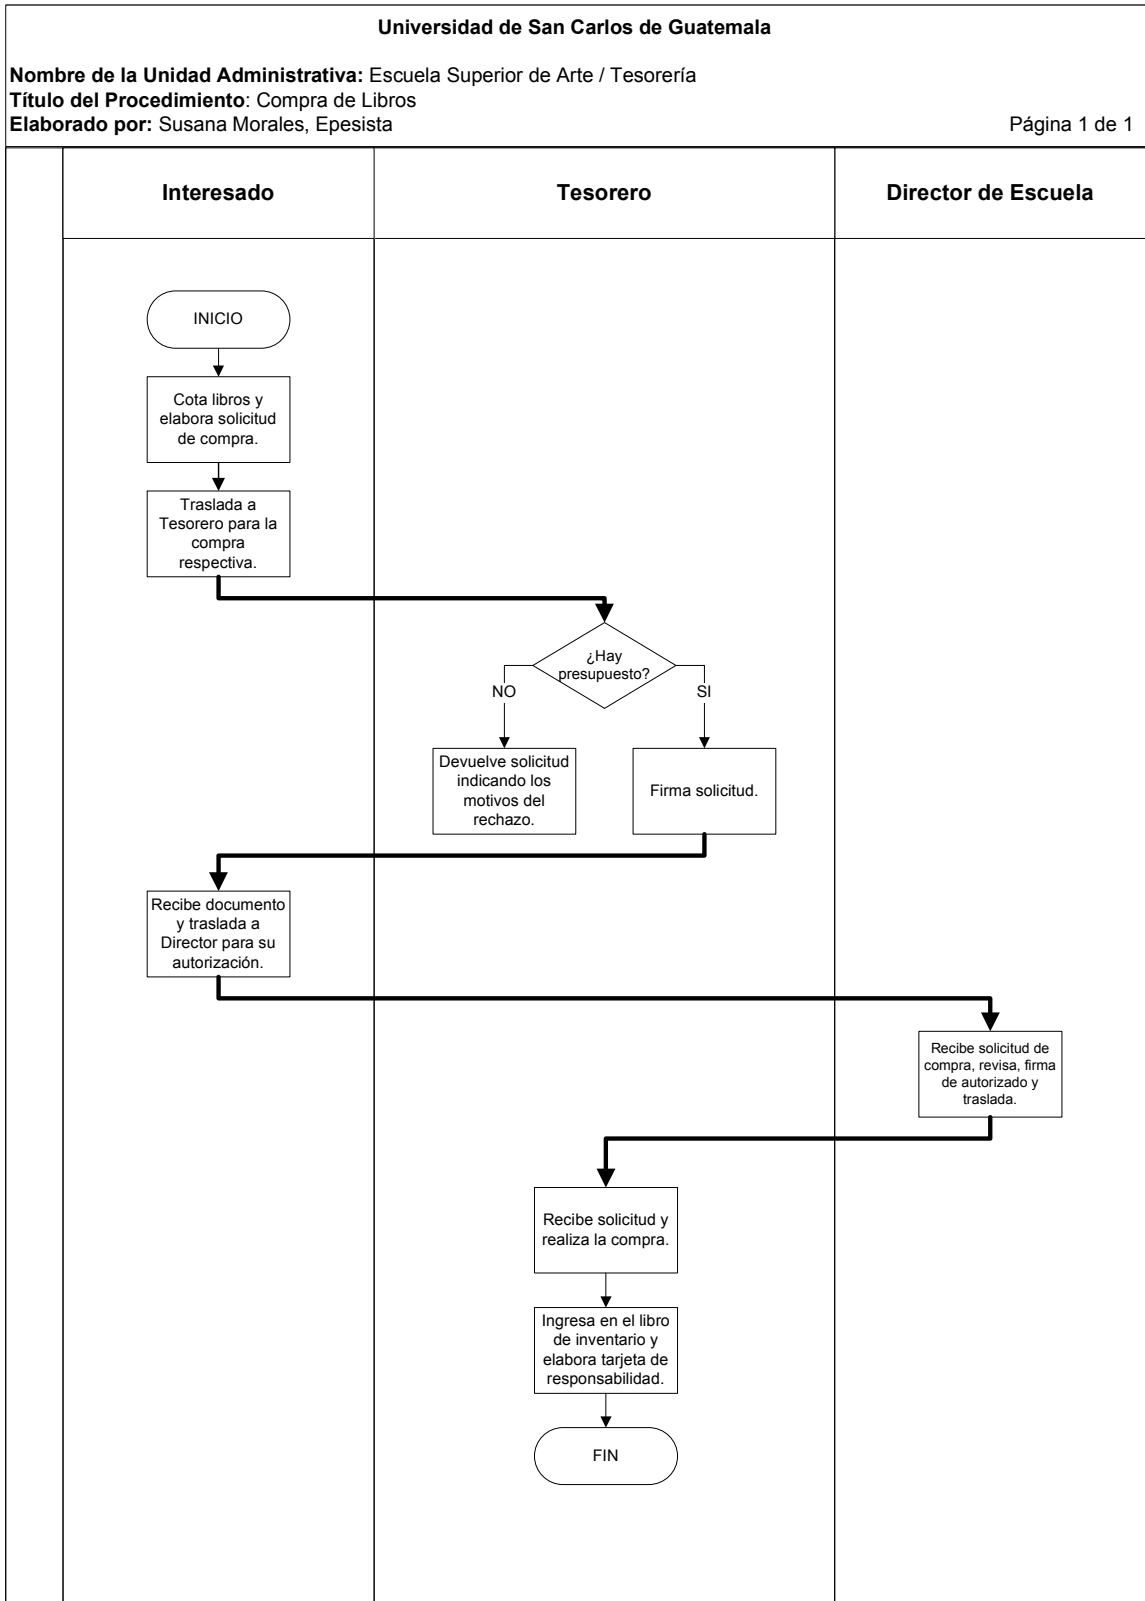 Universidad de San Carlos de Guatemala
Nombre de la Unidad Administrativa: Escuela Superior de Arte / Tesorería
Título del Procedimiento: Compra de Libros
Elaborado por: Susana Morales, Epesista
Página 1 de 1
Interesado
Tesorero
Director de Escuela
INICIO
Cota libros y
elabora solicitud
de compra.
Traslada a
Tesorero para la
compra
respectiva.
¿Hay
presupuesto?
NO
SI
Devuelve solicitud
indicando los
motivos del
rechazo.
Firma solicitud.
Recibe documento
y traslada a
Director para su
autorización.
Recibe solicitud de
compra, revisa, firma
de autorizado y
traslada.
Recibe solicitud y
realiza la compra.
Ingresa en el libro
de inventario y
elabora tarjeta de
responsabilidad.
FIN